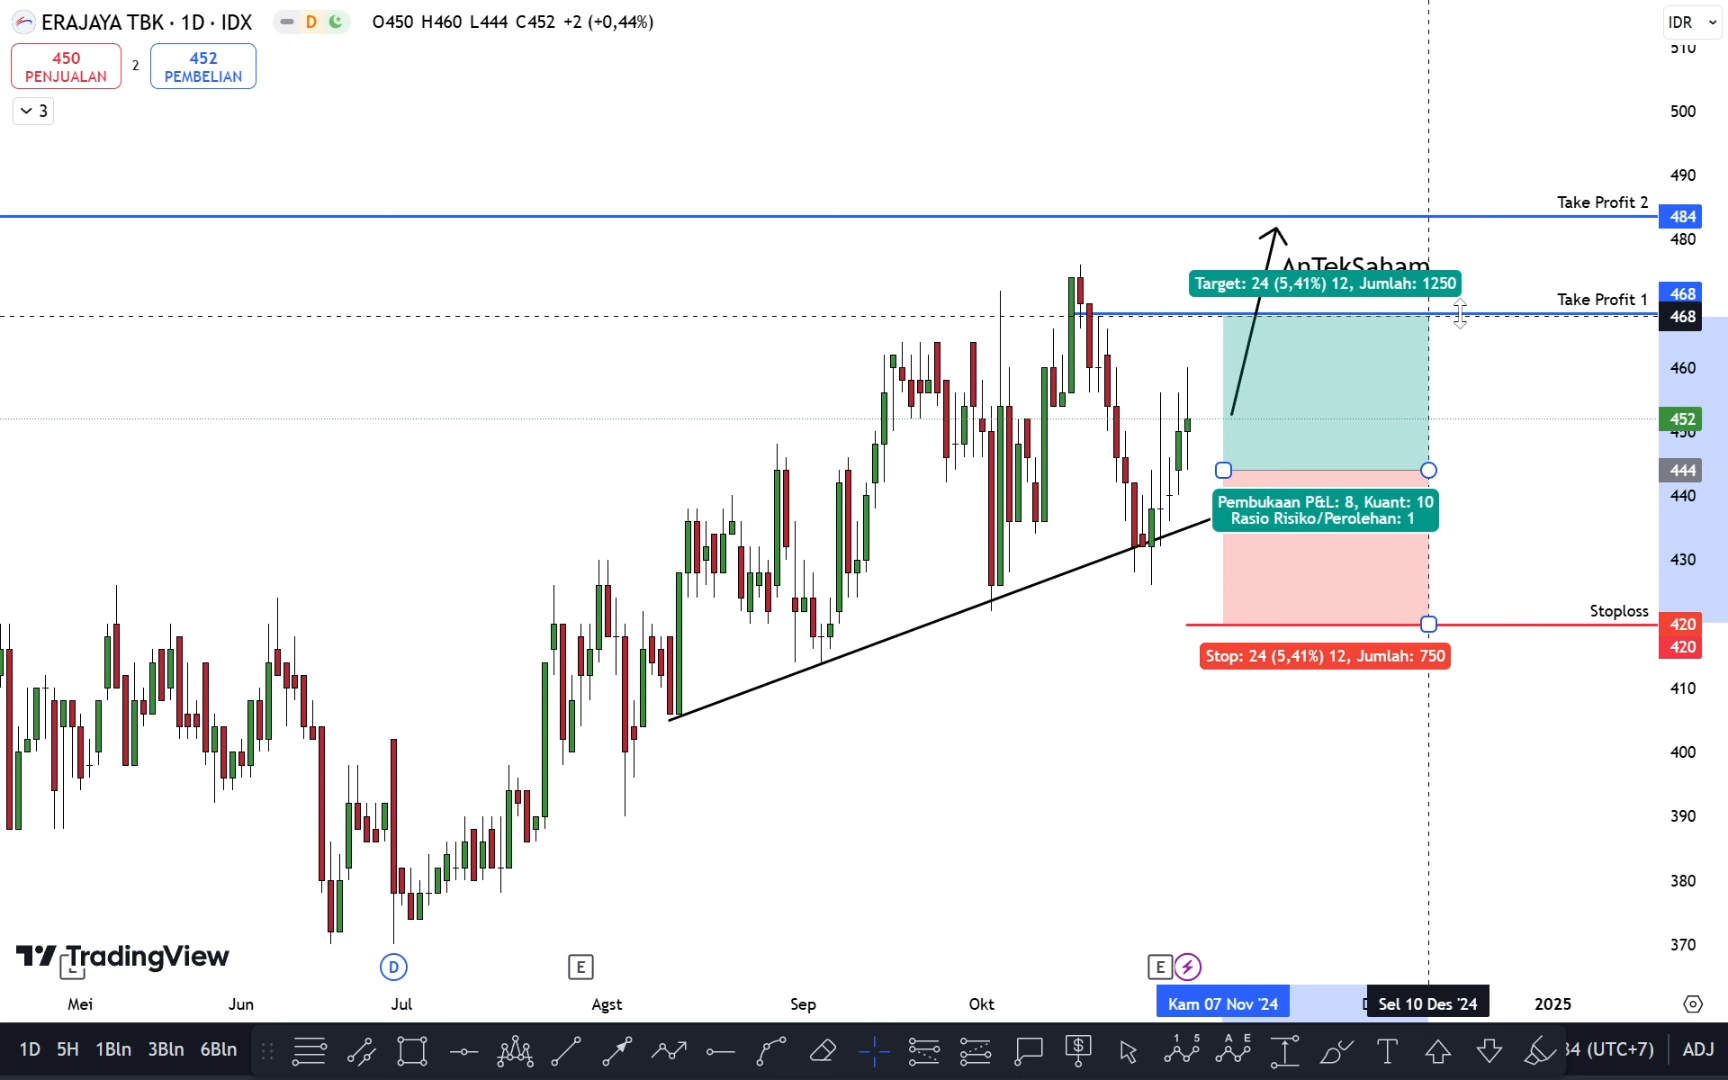 ERAJAYA TBK · 1D · IDX
D
O450 H460 L444 C452 +2 (+0,44%)
IDR
450
PENJUALAN
2
452
PEMBELIAN
3
510
500
490
Take Profit 2
484
480
AnTekSaham
Target: 24 (5,41%) 12, Jumlah: 1250
Take Profit 1
468
468
460
452
450
444
440
Pembukaan P&L: 8, Kuant: 10
Rasio Risiko/Perolehan: 1
430
Stoploss
420
420
Stop: 24 (5,41%) 12, Jumlah: 750
410
400
390
380
370
TradingView
D
E
E
Mei
Jun
Jul
Agst
Sep
Okt
Kam 07 Nov '24
Sel 10 Des '24
2025
1D 5H 1Bln 3Bln 6Bln
1 5
A E
T
34 (UTC+7)
ADJ